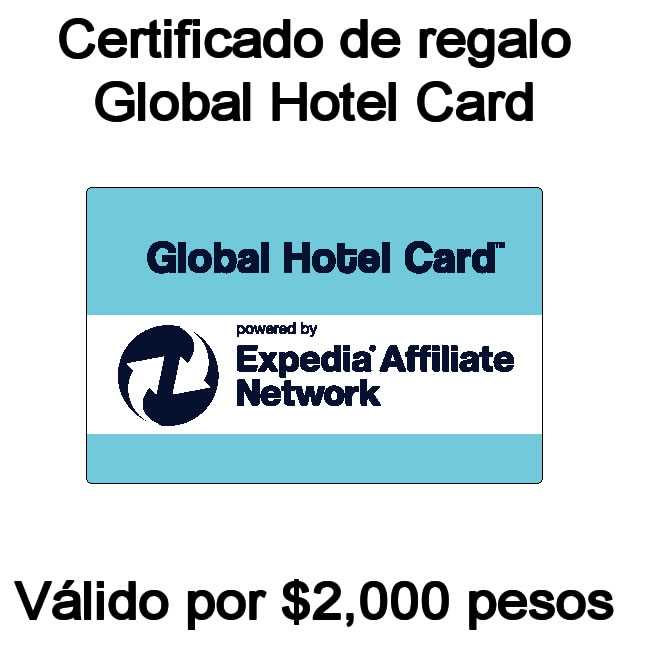 Certificado de regalo
Global Hotel Card
Global Hotel Card™
powered by
Expedia® Affiliate
Network
Válido por $2,000 pesos